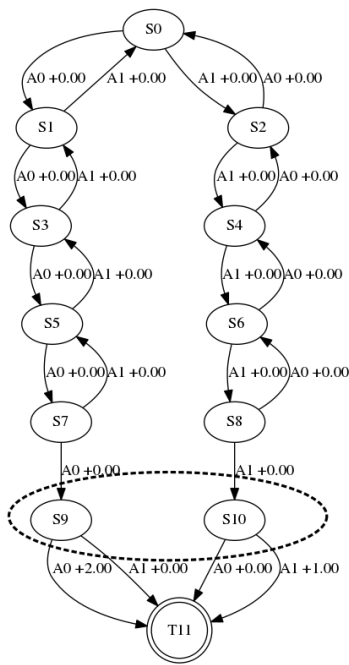 S0
A0 +0.00 A1 +0.00 A1 +0.00 A0 +0.00
S1 S2
A0 +0.00 A1 +0.00 A1 +0.00 A0 +0.00
S3 S4
A0 +0.00 A1 +0.00 A1 +0.00 A0 +0.00
S5 S6
A0 +0.00 A1 +0.00 A1 +0.00 A0 +0.00
S7 S8
A0 +0.00 A1 +0.00
S9 S10
A0 +2.00 A1 +0.00 A0 +0.00 A1 +1.00
T11